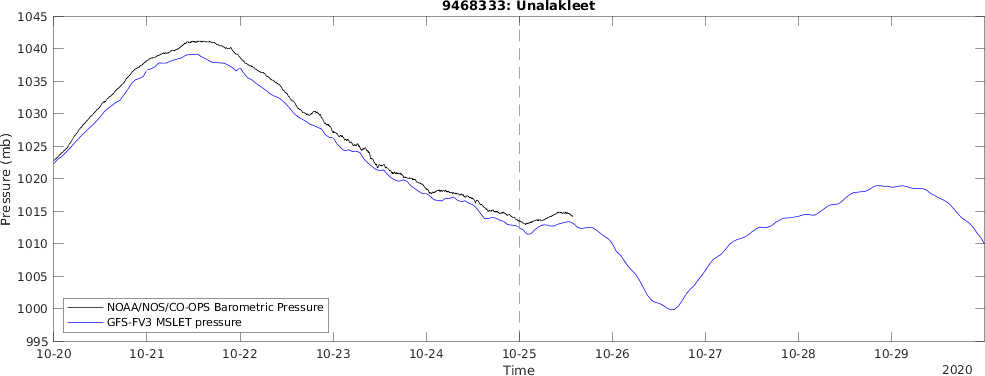 9468333: Unalakleet
Pressure (mb)
1045
1040
1035
1030
1025
1020
1015
1010
1005
1000
995
NOAA/NOS/CO-OPS Barometric Pressure
GFS-FV3 MSLET pressure
10-20 10-21 10-22 10-23 10-24 10-25 10-26 10-27 10-28 10-29
Time
2020